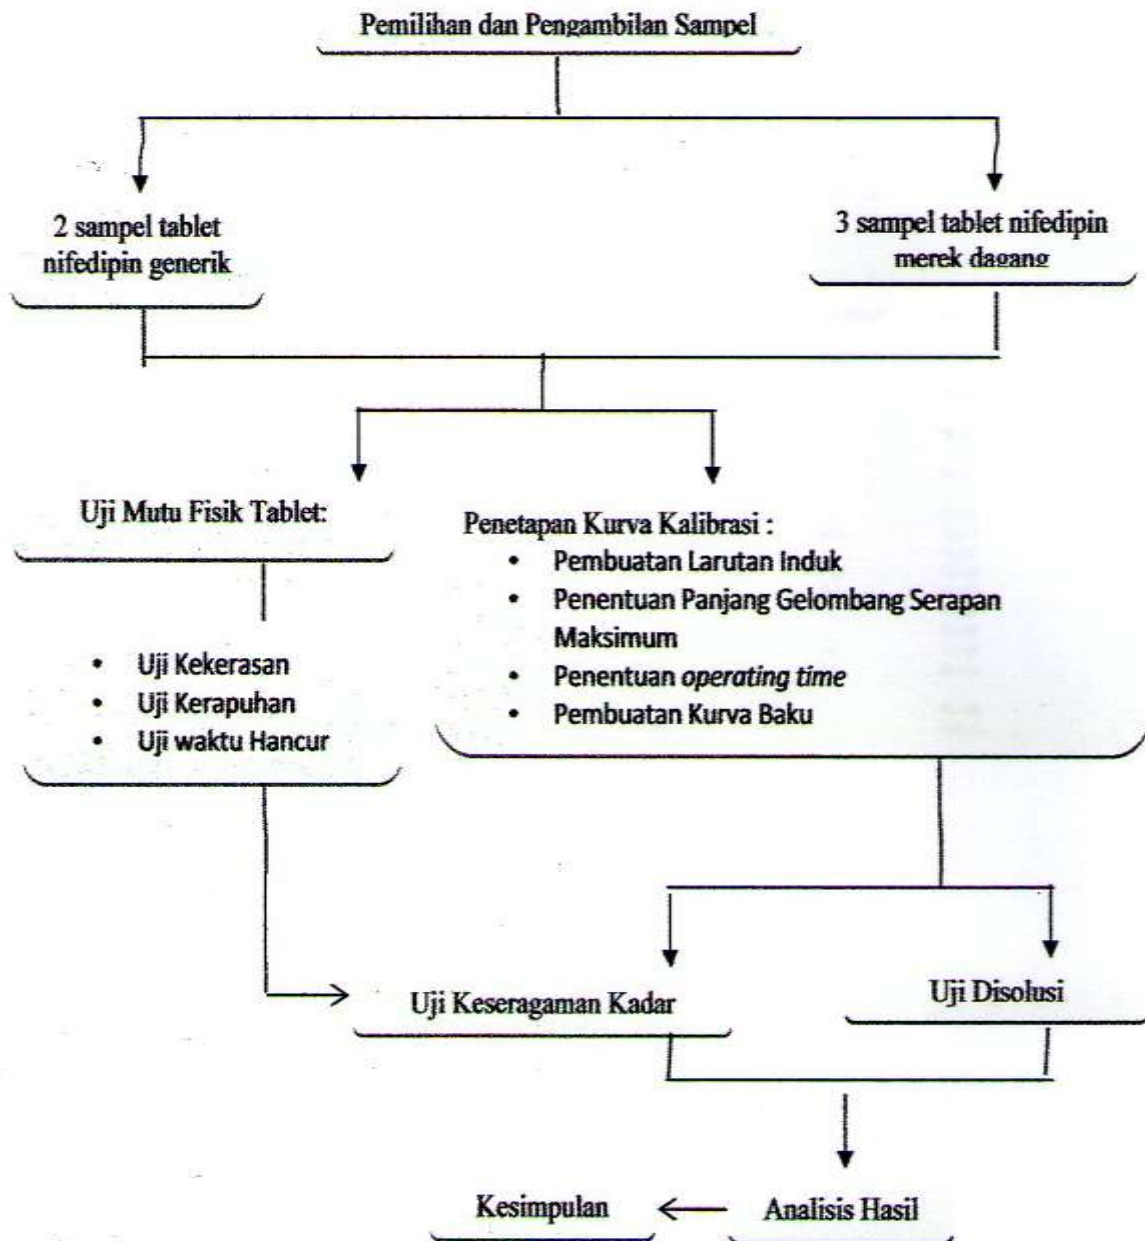 Pemilihan dan Pengambilan Sampel
2 sampel tablet
nifedipin generik
3 sampel tablet nifedipin
merek dagang
Uji Mutu Fisik Tablet:
• Uji Kekerasan
• Uji Kerapuhan
• Uji waktu Hancur
Penetapan Kurva Kalibrasi :
• Pembuatan Larutan Induk
• Penentuan Panjang Gelombang Serapan
Maksimum
• Penentuan operating time
• Pembuatan Kurva Baku
Uji Keseragaman Kadar
Uji Disolusi
Kesimpulan
Analisis Hasil